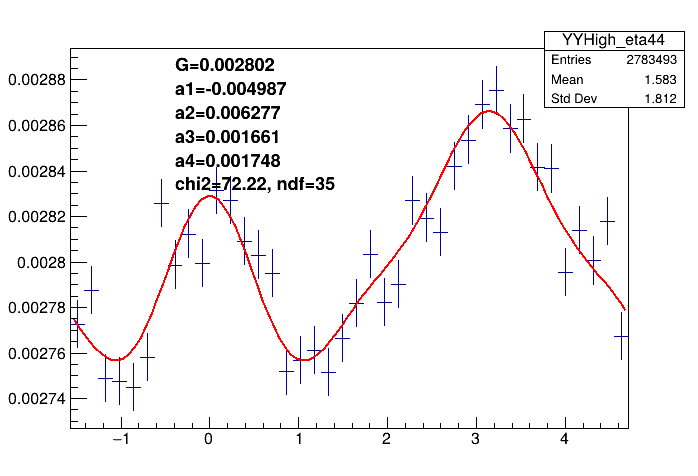 YYHigh_eta44
Entries 2783493
Mean 1.583
Std Dev 1.812
G=0.002802
a1=-0.004987
a2=0.006277
a3=0.001661
a4=0.001748
chi2=72.22, ndf=35
0.00288
0.00286
0.00284
0.00282
0.0028
0.00278
0.00276
0.00274
−1 0 1 2 3 4